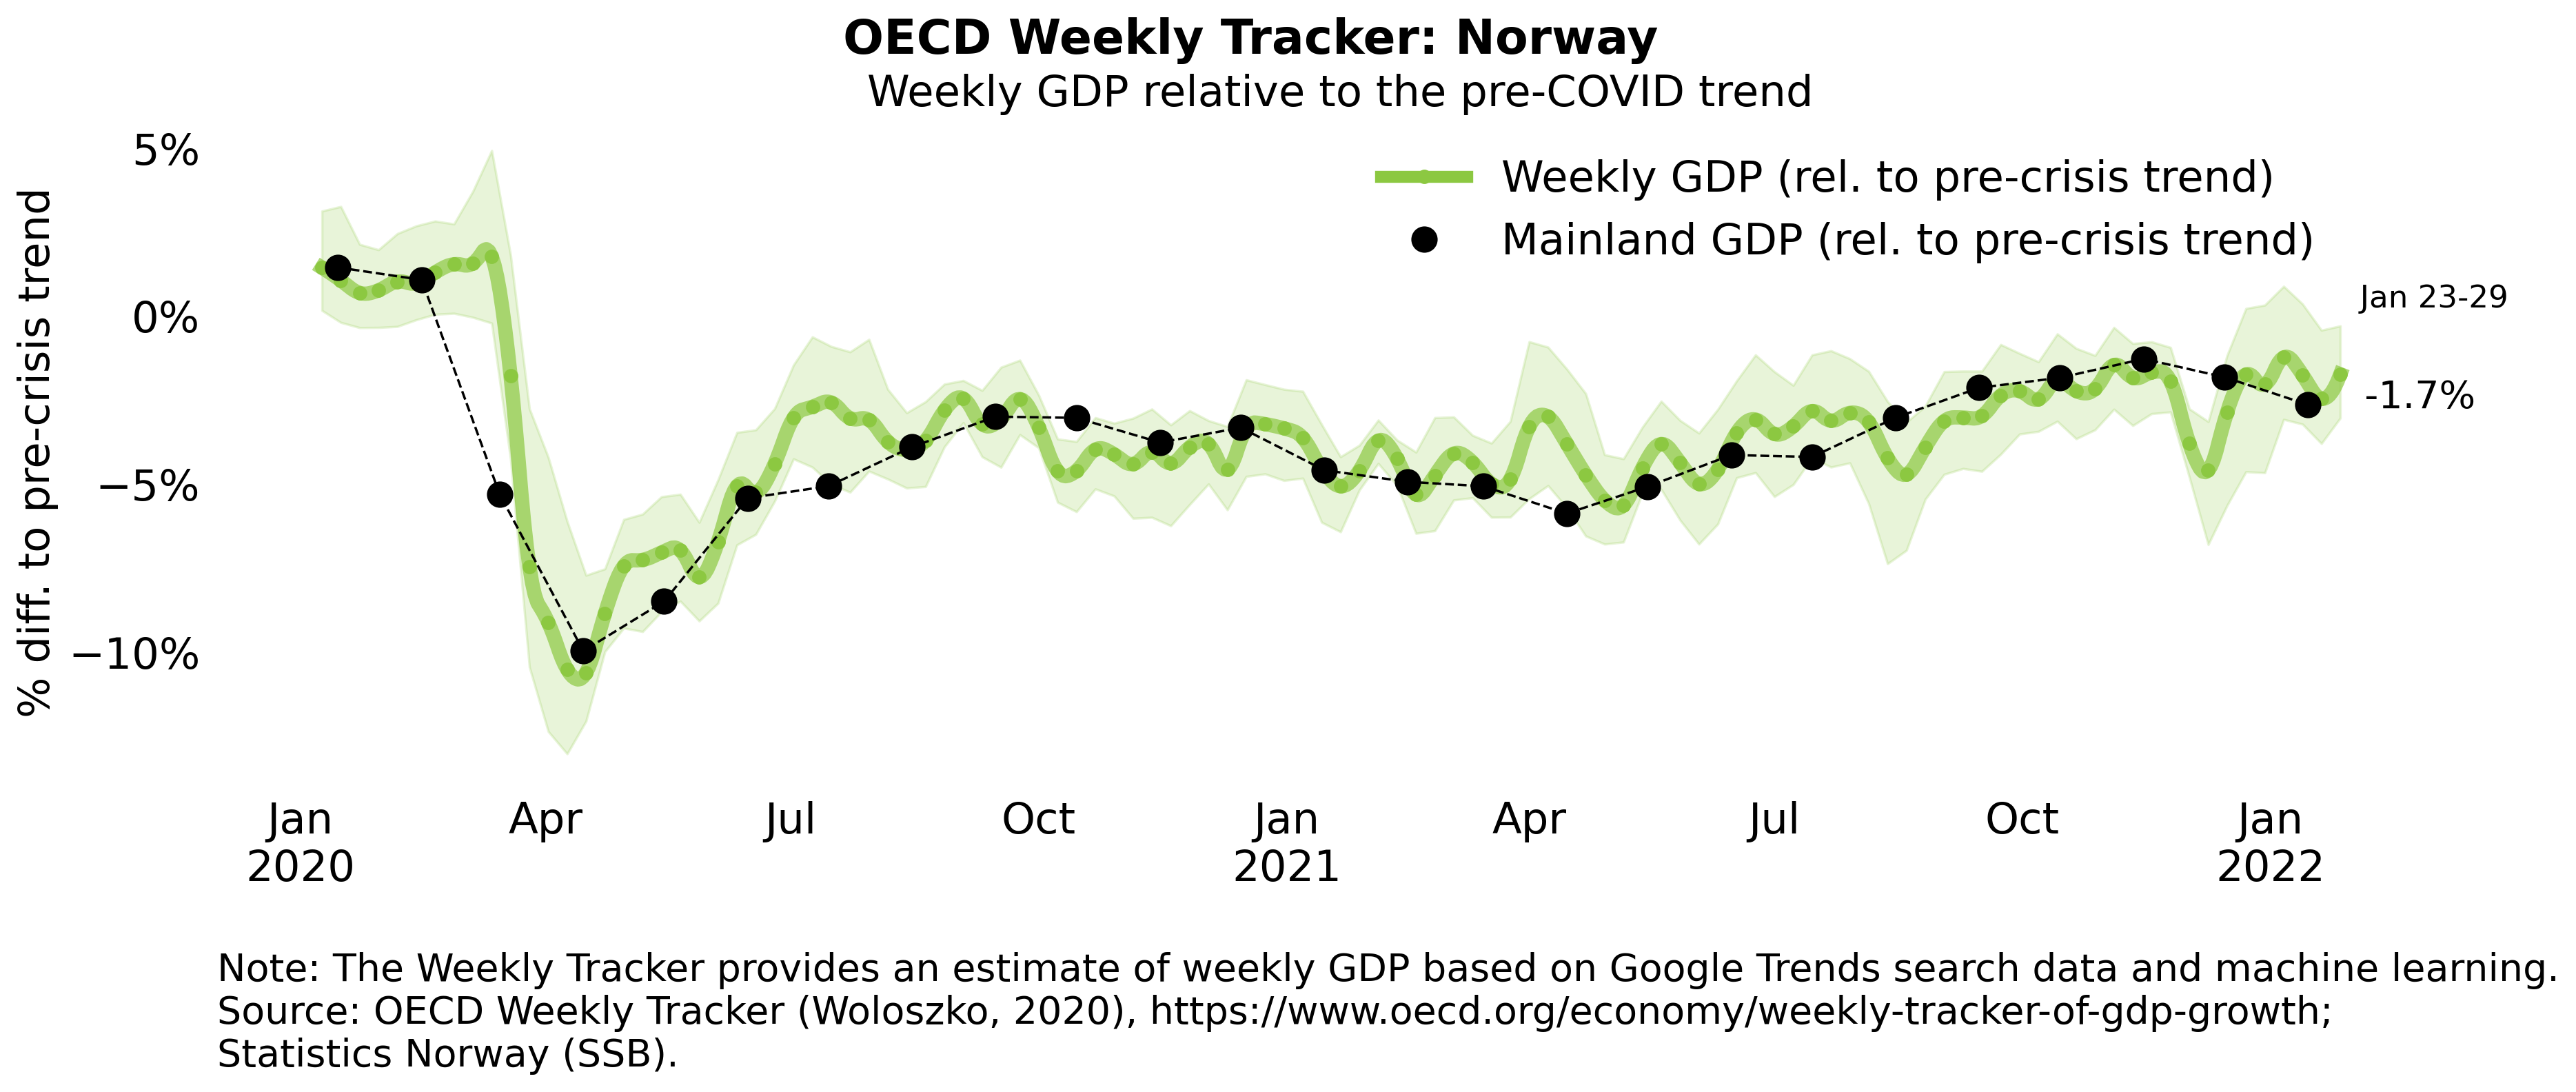 OECD Weekly Tracker: Norway
Weekly GDP relative to the pre-COVID trend
% diff. to pre-crisis trend
5%
0%
−5%
−10%
Weekly GDP (rel. to pre-crisis trend)
Mainland GDP (rel. to pre-crisis trend)
Jan 23-29
-1.7%
Jan Apr Jul Oct Jan Apr Jul Oct Jan
2020 2021 2022
Note: The Weekly Tracker provides an estimate of weekly GDP based on Google Trends search data and machine learning.
Source: OECD Weekly Tracker (Woloszko, 2020), https://www.oecd.org/economy/weekly-tracker-of-gdp-growth;
Statistics Norway (SSB).